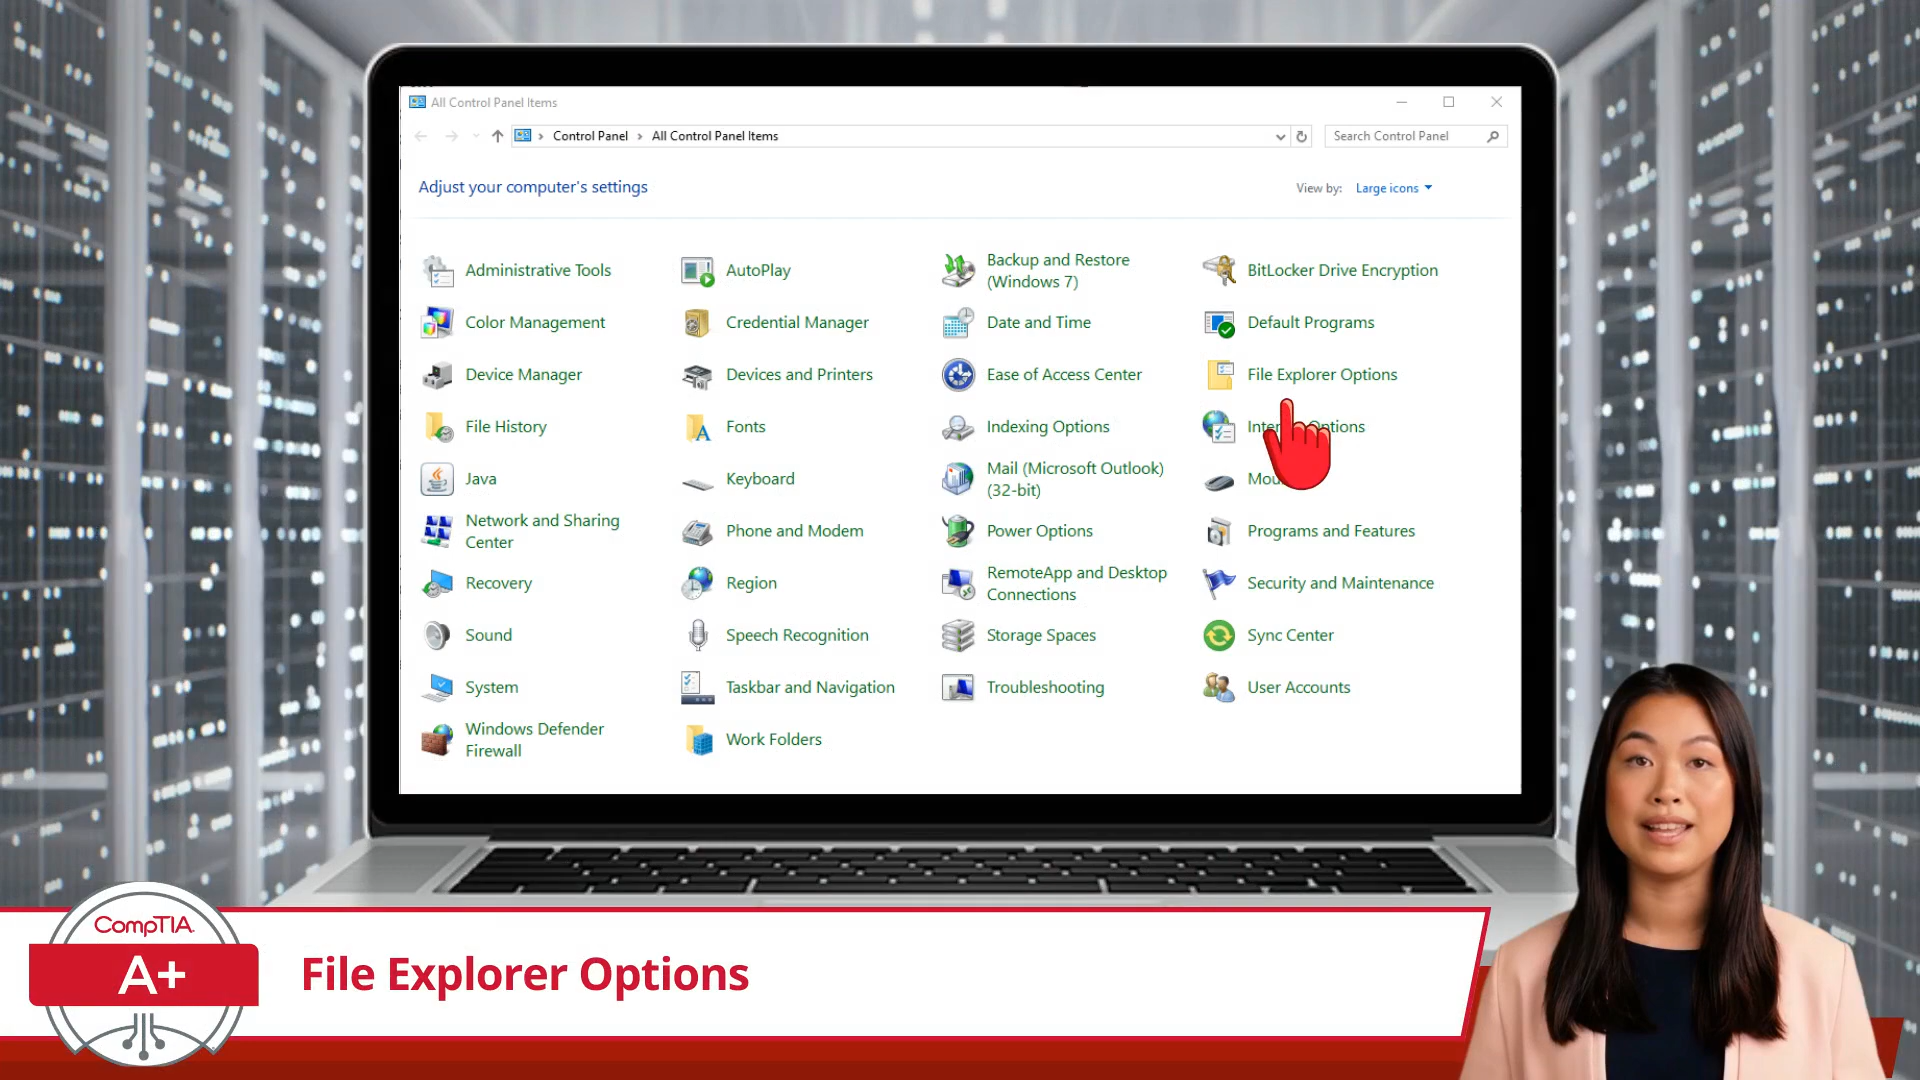 All Control Panel Items
Control Panel > All Control Panel Items
Search Control Panel
Adjust your computer's settings
View by: Large icons
Administrative Tools
AutoPlay
Backup and Restore
(Windows 7)
BitLocker Drive Encryption
Color Management
Credential Manager
Date and Time
Default Programs
Device Manager
Devices and Printers
Ease of Access Center
File Explorer Options
File History
Fonts
Indexing Options
Options
Java
Keyboard
Mail (Microsoft Outlook)
(32-bit)
Network and Sharing
Center
Phone and Modem
Power Options
Programs and Features
Recovery
Region
RemoteApp and Desktop
Connections
Security and Maintenance
Sound
Speech Recognition
Storage Spaces
Sync Center
System
Taskbar and Navigation
Troubleshooting
User Accounts
Windows Defender
Firewall
Work Folders
CompTIA
A+
File Explorer Options